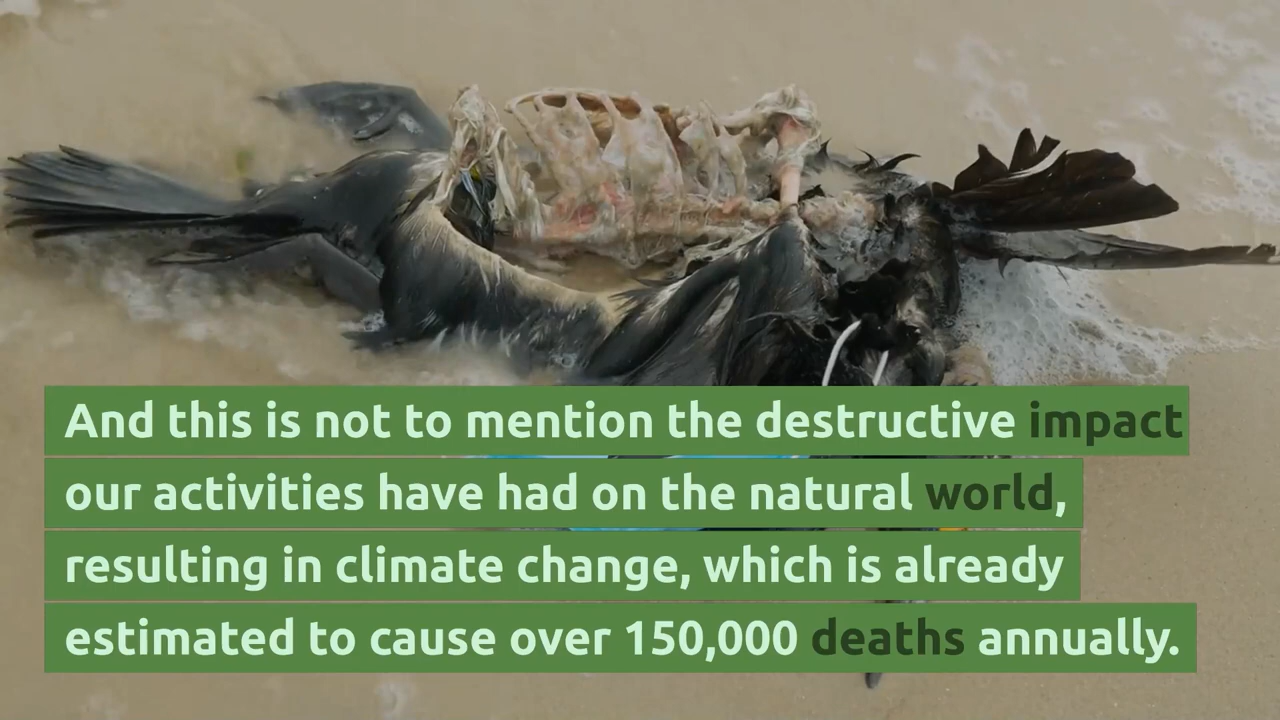 And this is not to mention the destructive impact
our activities have had on the natural world,
resulting in climate change, which is already
estimated to cause over 150,000 deaths annually.